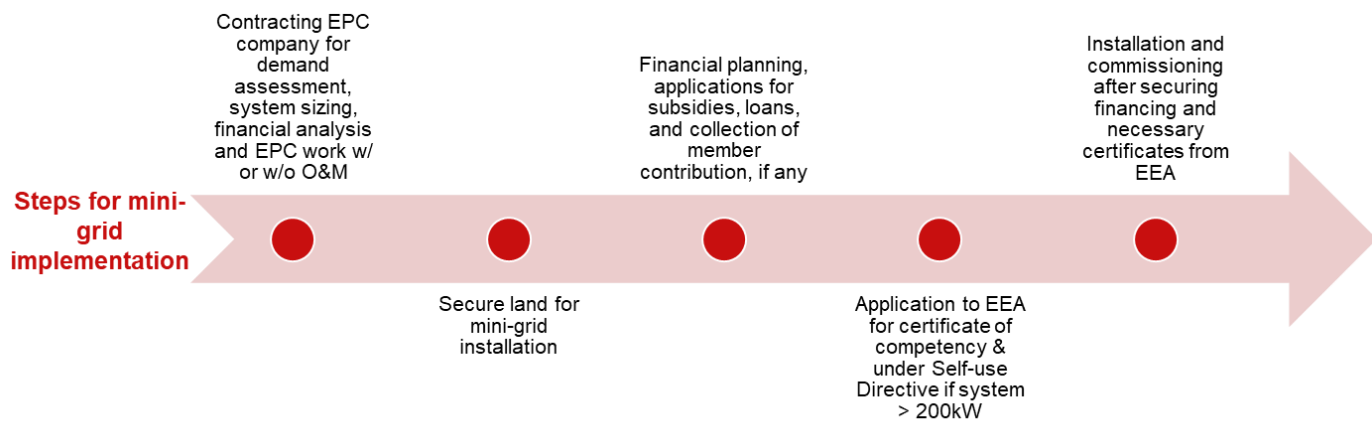 Steps for mini-
grid
implementation
Contracting EPC
company for
demand
assessment,
system sizing,
financial analysis
and EPC work w/
or w/o O&M
Secure land for
mini-grid
installation
Financial planning,
applications for
subsidies, loans,
and collection of
member
contribution, if any
Application to EEA
for certificate of
competency &
under Self-use
Directive if system
> 200kW
Installation and
commissioning
after securing
financing and
necessary
certificates from
EEA